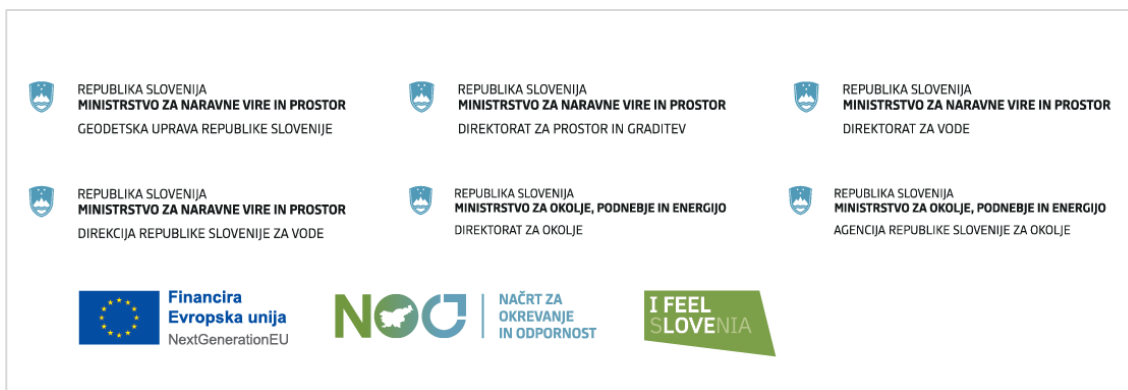 REPUBLIKA SLOVENIJA
MINISTRSTVO ZA NARAVNE VIRE IN PROSTOR
GEODETSKA UPRAVA REPUBLIKE SLOVENIJE
REPUBLIKA SLOVENIJA
MINISTRSTVO ZA NARAVNE VIRE IN PROSTOR
DIREKTORAT ZA PROSTOR IN GRADITEV
REPUBLIKA SLOVENIJA
MINISTRSTVO ZA NARAVNE VIRE IN PROSTOR
DIREKTORAT ZA VODE
REPUBLIKA SLOVENIJA
MINISTRSTVO ZA NARAVNE VIRE IN PROSTOR
DIREKCIJA REPUBLIKE SLOVENIJE ZA VODE
REPUBLIKA SLOVENIJA
MINISTRSTVO ZA OKOLJE, PODNEBJE IN ENERGIJO
DIREKTORAT ZA OKOLJE
REPUBLIKA SLOVENIJA
MINISTRSTVO ZA OKOLJE, PODNEBJE IN ENERGIJO
AGENCIJA REPUBLIKE SLOVENIJE ZA OKOLJE
Financira
Evropska unija
NextGenerationEU
NOO
NAČRT ZA
OKREVANJE
IN ODPORNOST
I FEEL
SLOVENIA